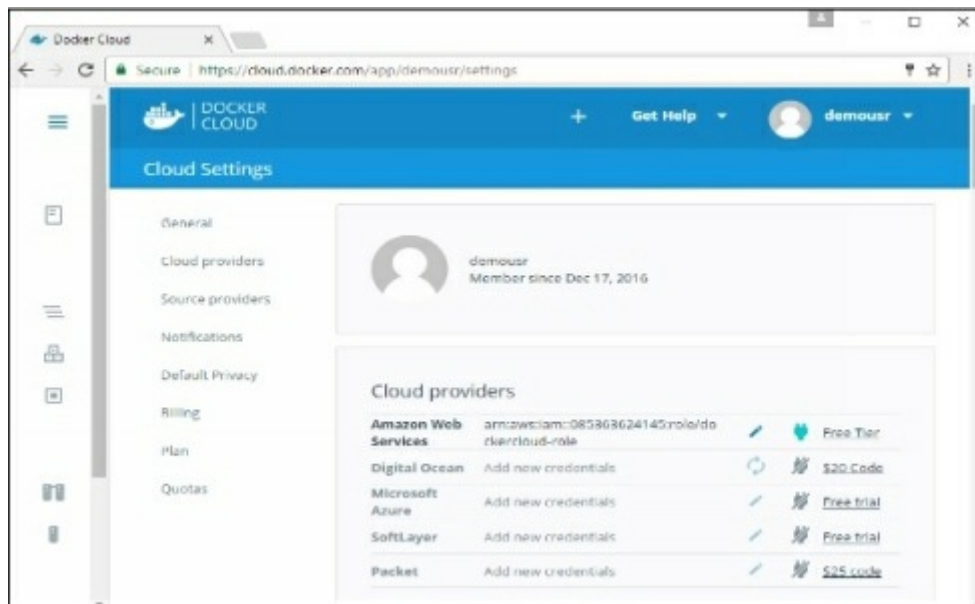 Docker Cloud
Secure https://cloud.docker.com/app/demousr/settings
DOCKER
CLOUD
+ Get Help demousr
Cloud Settings
General
Cloud providers
Source providers
Notifications
Default Privacy
Billing
Plan
Quotas
demousr
Member since Dec 17, 2016
Cloud providers
Amazon Web
Services
arn:aws:iam::085363624145:role/do
ckercloud-role
Free Tier
Digital Ocean Add new credentials $20 Code
Microsoft
Azure
Add new credentials Free trial
SoftLayer Add new credentials Free trial
Packet Add new credentials $25 code